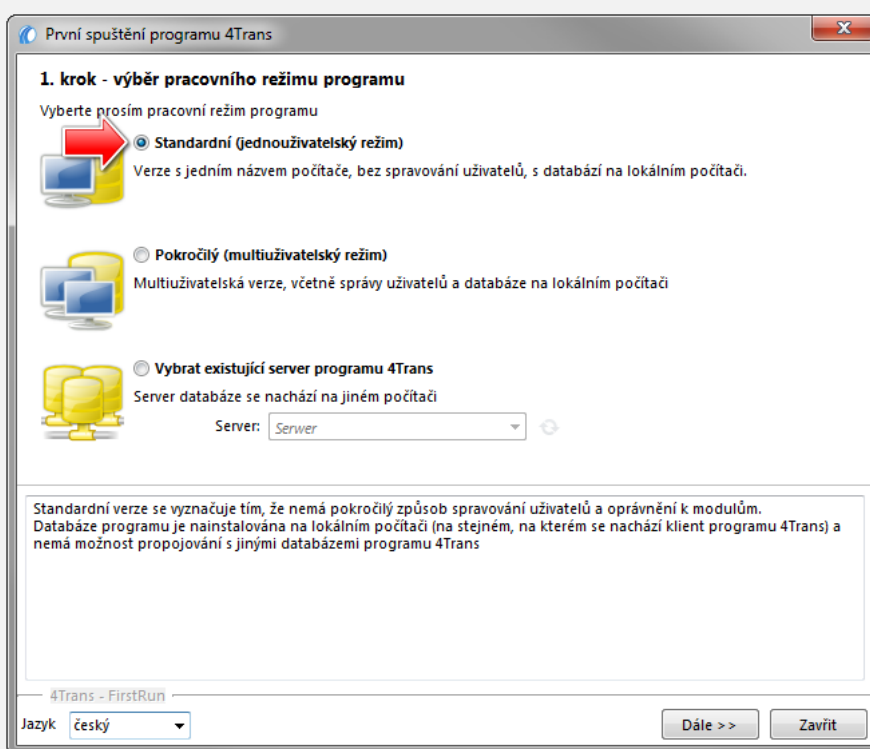 První spuštění programu 4Trans
1. krok - výběr pracovního režimu programu
Vyberte prosím pracovní režim programu
Standardní (jednouživatelský režim)
Verze s jedním názvem počítače, bez spravování uživatelů, s databází na lokálním počítači.
Pokročilý (multiuživatelský režim)
Multiuživatelská verze, včetně správy uživatelů a databáze na lokálním počítači
Vybrat existující server programu 4Trans
Server databáze se nachází na jiném počítači
Server: Serwer
Standardní verze se vyznačuje tím, že nemá pokročilý způsob spravování uživatelů a oprávnění k modulům.
Databáze programu je nainstalována na lokálním počítači (na stejném, na kterém se nachází klient programu 4Trans) a
nemá možnost propojování s jinými databázemi programu 4Trans
4Trans - FirstRun
Jazyk český Dále >> Zavřit